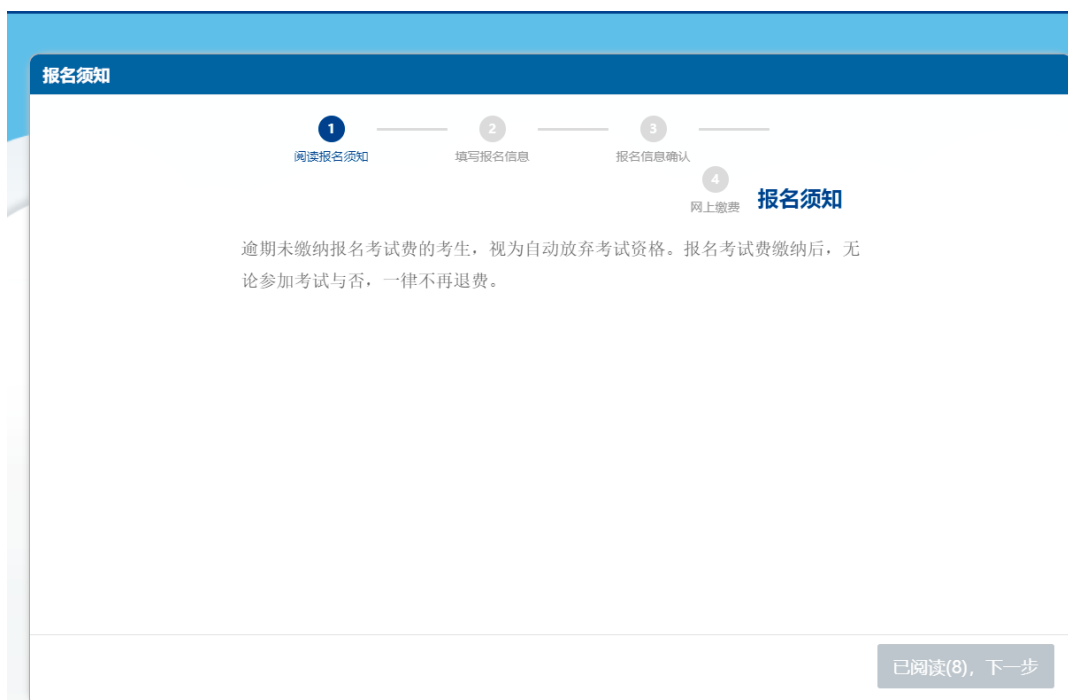 报名须知
1
2
3
阅读报名须知
填写报名信息
报名信息确认
4
网上缴费
报名须知
逾期未缴纳报名考试费的考生，视为自动放弃考试资格。报名考试费缴纳后，无
论参加考试与否，一律不再退费。
已阅读(8)，下一步